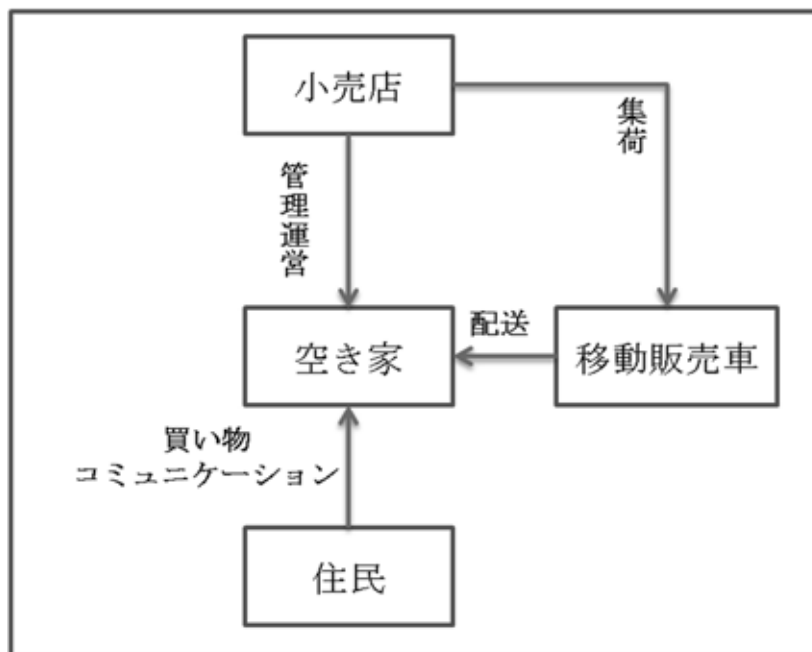 小売店
集荷
管理運営
空き家
配送
移動販売車
買い物
コミュニケーション
住民